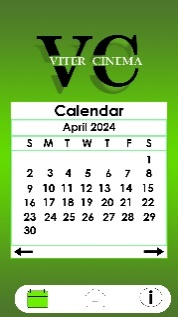 VC
VITER CINEMA
Calendar
April 2024
S M T W T F S
1
2 3 4 5 6 7 8
9 10 11 12 13 14 15
16 17 18 19 20 21 22
23 24 25 26 27 28 29
30